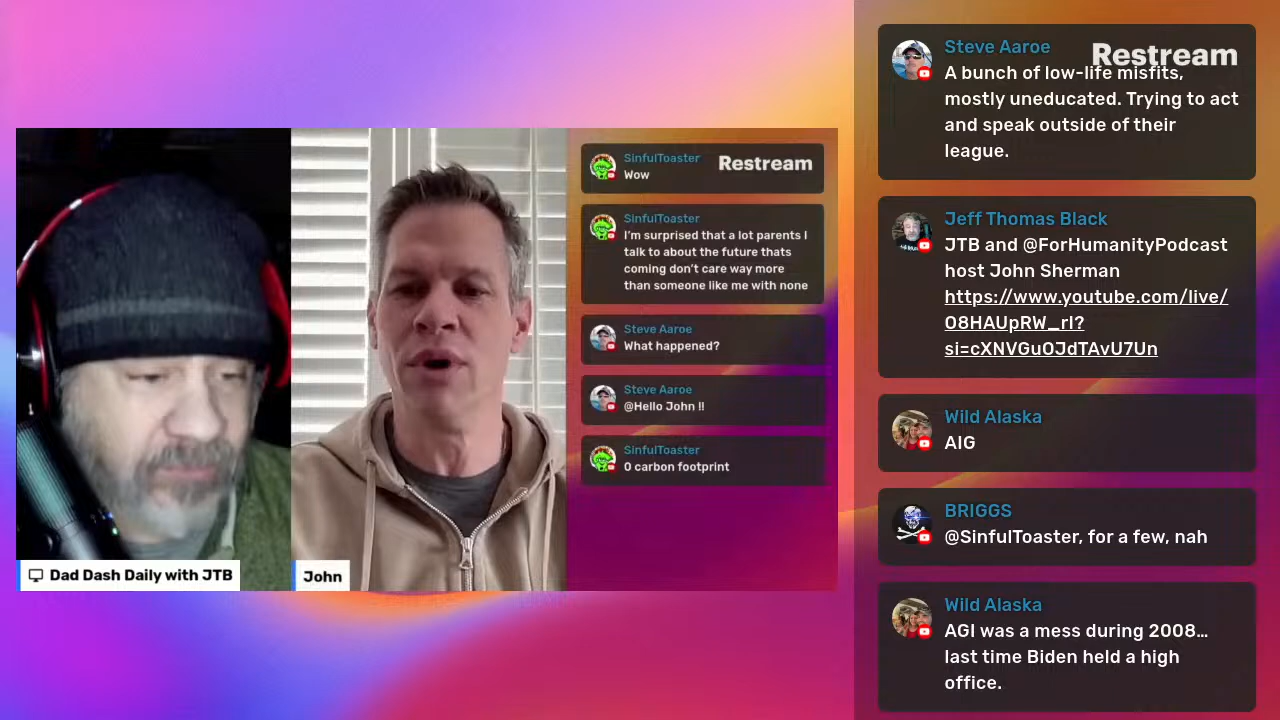 SinfulToaster
Restream
Wow
SinfulToaster
I'm surprised that a lot parents I
talk to about the future thats
coming don't care way more
than someone like me with none
Steve Aaroe
What happened?
Steve Aaroe
@Hello John !!
SinfulToaster
0 carbon footprint
Dad Dash Daily with JTB
John
Steve Aaroe
Restream
A bunch of low-life misfits,
mostly uneducated. Trying to act
and speak outside of their
league.
Jeff Thomas Black
JTB and @ForHumanityPodcast
host John Sherman
https://www.youtube.com/live/
O8HAUpRW_rI?
si=cXNVGuOJdTAvU7Un
Wild Alaska
AIG
BRIGGS
@SinfulToaster, for a few, nah
Wild Alaska
AGI was a mess during 2008…
last time Biden held a high
office.